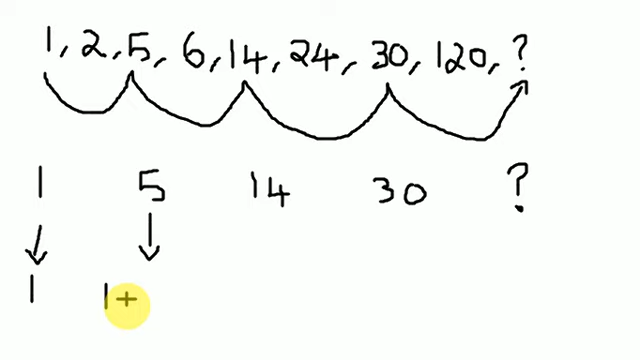 1, 2, 5, 6, 14, 24, 30, 120, ?
1 5 14 30 ?
1 1+